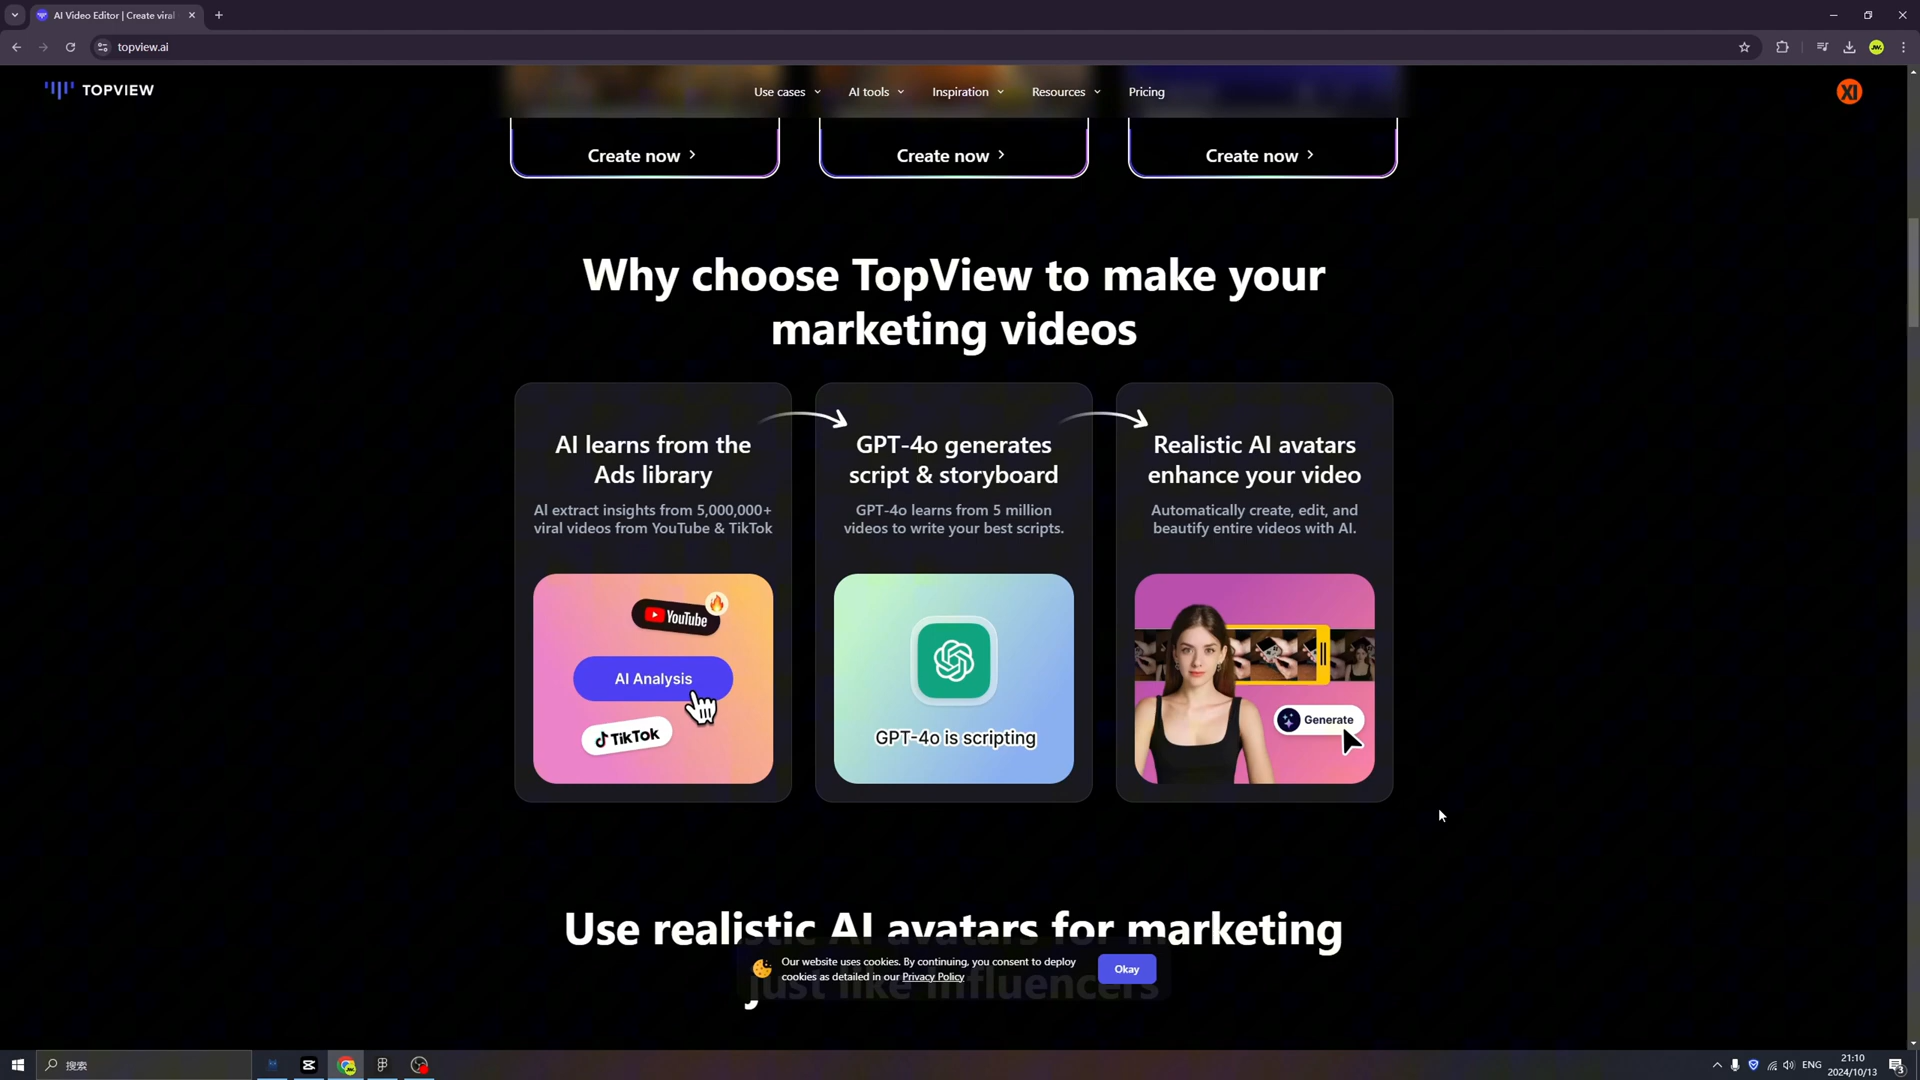 AI Video Editor | Create viral
topview.ai
TOPVIEW
Use cases
AI tools
Inspiration
Resources
Pricing
XI
Create now
Create now
Create now
Why choose TopView to make your
marketing videos
AI learns from the
Ads library
AI extract insights from 5,000,000+
viral videos from YouTube & TikTok
YouTube
AI Analysis
TikTok
GPT-4o generates
script & storyboard
GPT-4o learns from 5 million
videos to write your best scripts.
GPT-4o is scripting
Realistic AI avatars
enhance your video
Automatically create, edit, and
beautify entire videos with AI.
Generate
Use realistic AI avatars for marketing
just like influencers
Our website uses cookies. By continuing, you consent to deploy
cookies as detailed in our Privacy Policy
Okay
搜索
ENG
21:10
2024/10/13
3